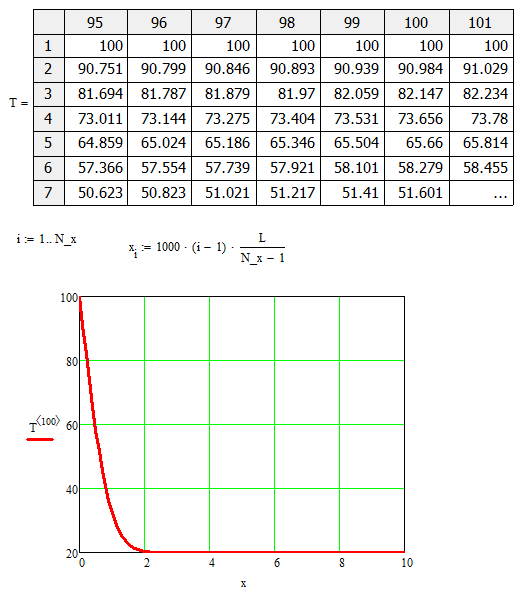 95 96 97 98 99 100 101
1 100 100 100 100 100 100 100
2 90.751 90.799 90.846 90.893 90.939 90.984 91.029
3 81.694 81.787 81.879 81.97 82.059 82.147 82.234
T = 4 73.011 73.144 73.275 73.404 73.531 73.656 73.78
5 64.859 65.024 65.186 65.346 65.504 65.66 65.814
6 57.366 57.554 57.739 57.921 58.101 58.279 58.455
7 50.623 50.823 51.021 51.217 51.41 51.601 ...
i := 1.. N_x x_i := 1000 · (i − 1) · L / N_x − 1
100
80
T^⟨100⟩ 60
40
20
0 2 4 6 8 10
x